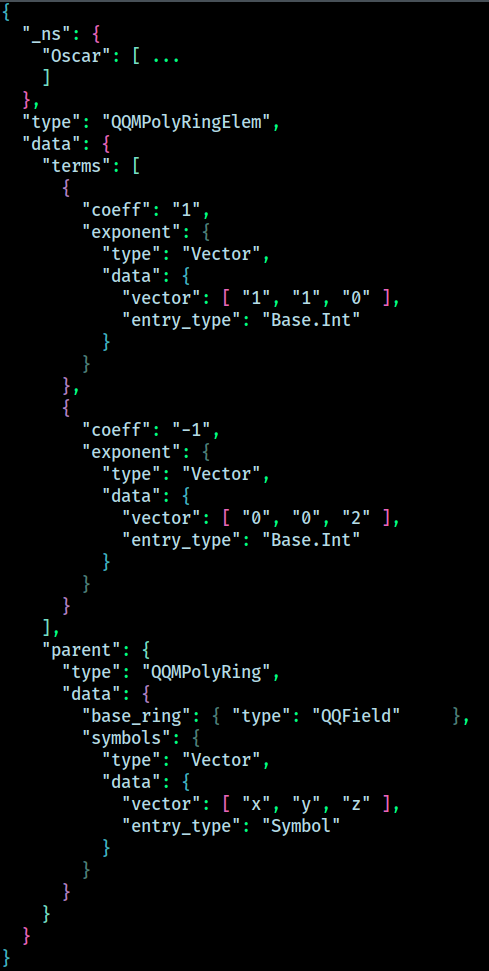 {
  "_ns": {
    "Oscar": [ ...
    ]
  },
  "type": "QQMPolyRingElem",
  "data": {
    "terms": [
      {
        "coeff": "1",
        "exponent": {
          "type": "Vector",
          "data": {
            "vector": [ "1", "1", "0" ],
            "entry_type": "Base.Int"
          }
        }
      },
      {
        "coeff": "-1",
        "exponent": {
          "type": "Vector",
          "data": {
            "vector": [ "0", "0", "2" ],
            "entry_type": "Base.Int"
          }
        }
      }
    ],
    "parent": {
      "type": "QQMPolyRing",
      "data": {
        "base_ring": { "type": "QQField"     },
        "symbols": {
          "type": "Vector",
          "data": {
            "vector": [ "x", "y", "z" ],
            "entry_type": "Symbol"
          }
        }
      }
    }
  }
}